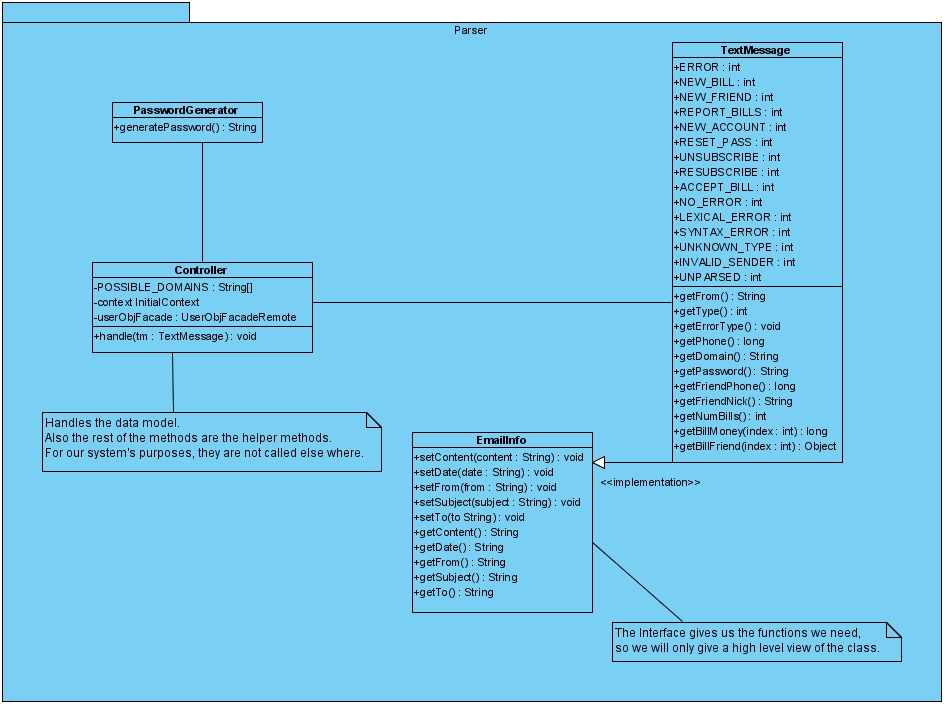 Parser
PasswordGenerator
+generatePassword() : String
Controller
-POSSIBLE_DOMAINS : String[]
-context InitialContext
-userObjFacade : UserObjFacadeRemote
+handle(tm : TextMessage) : void
Handles the data model.
Also the rest of the methods are the helper methods.
For our system's purposes, they are not called else where.
TextMessage
+ERROR : int
+NEW_BILL : int
+NEW_FRIEND : int
+REPORT_BILLS : int
+NEW_ACCOUNT : int
+RESET_PASS : int
+UNSUBSCRIBE : int
+RESUBSCRIBE : int
+ACCEPT_BILL : int
+NO_ERROR : int
+LEXICAL_ERROR : int
+SYNTAX_ERROR : int
+UNKNOWN_TYPE : int
+INVALID_SENDER : int
+UNPARSED : int
+getFrom() : String
+getType() : int
+getErrorType() : void
+getPhone() : long
+getDomain() : String
+getPassword() : String
+getFriendPhone() : long
+getFriendNick() : String
+getNumBills() : int
+getBillMoney(index : int) : long
+getBillFriend(index : int) : Object
<<implementation>>
EmailInfo
+setContent(content : String) : void
+setDate(date : String) : void
+setFrom(from : String) : void
+setSubject(subject : String) : void
+setTo(to String) : void
+getContent() : String
+getDate() : String
+getFrom() : String
+getSubject() : String
+getTo() : String
The Interface gives us the functions we need,
so we will only give a high level view of the class.